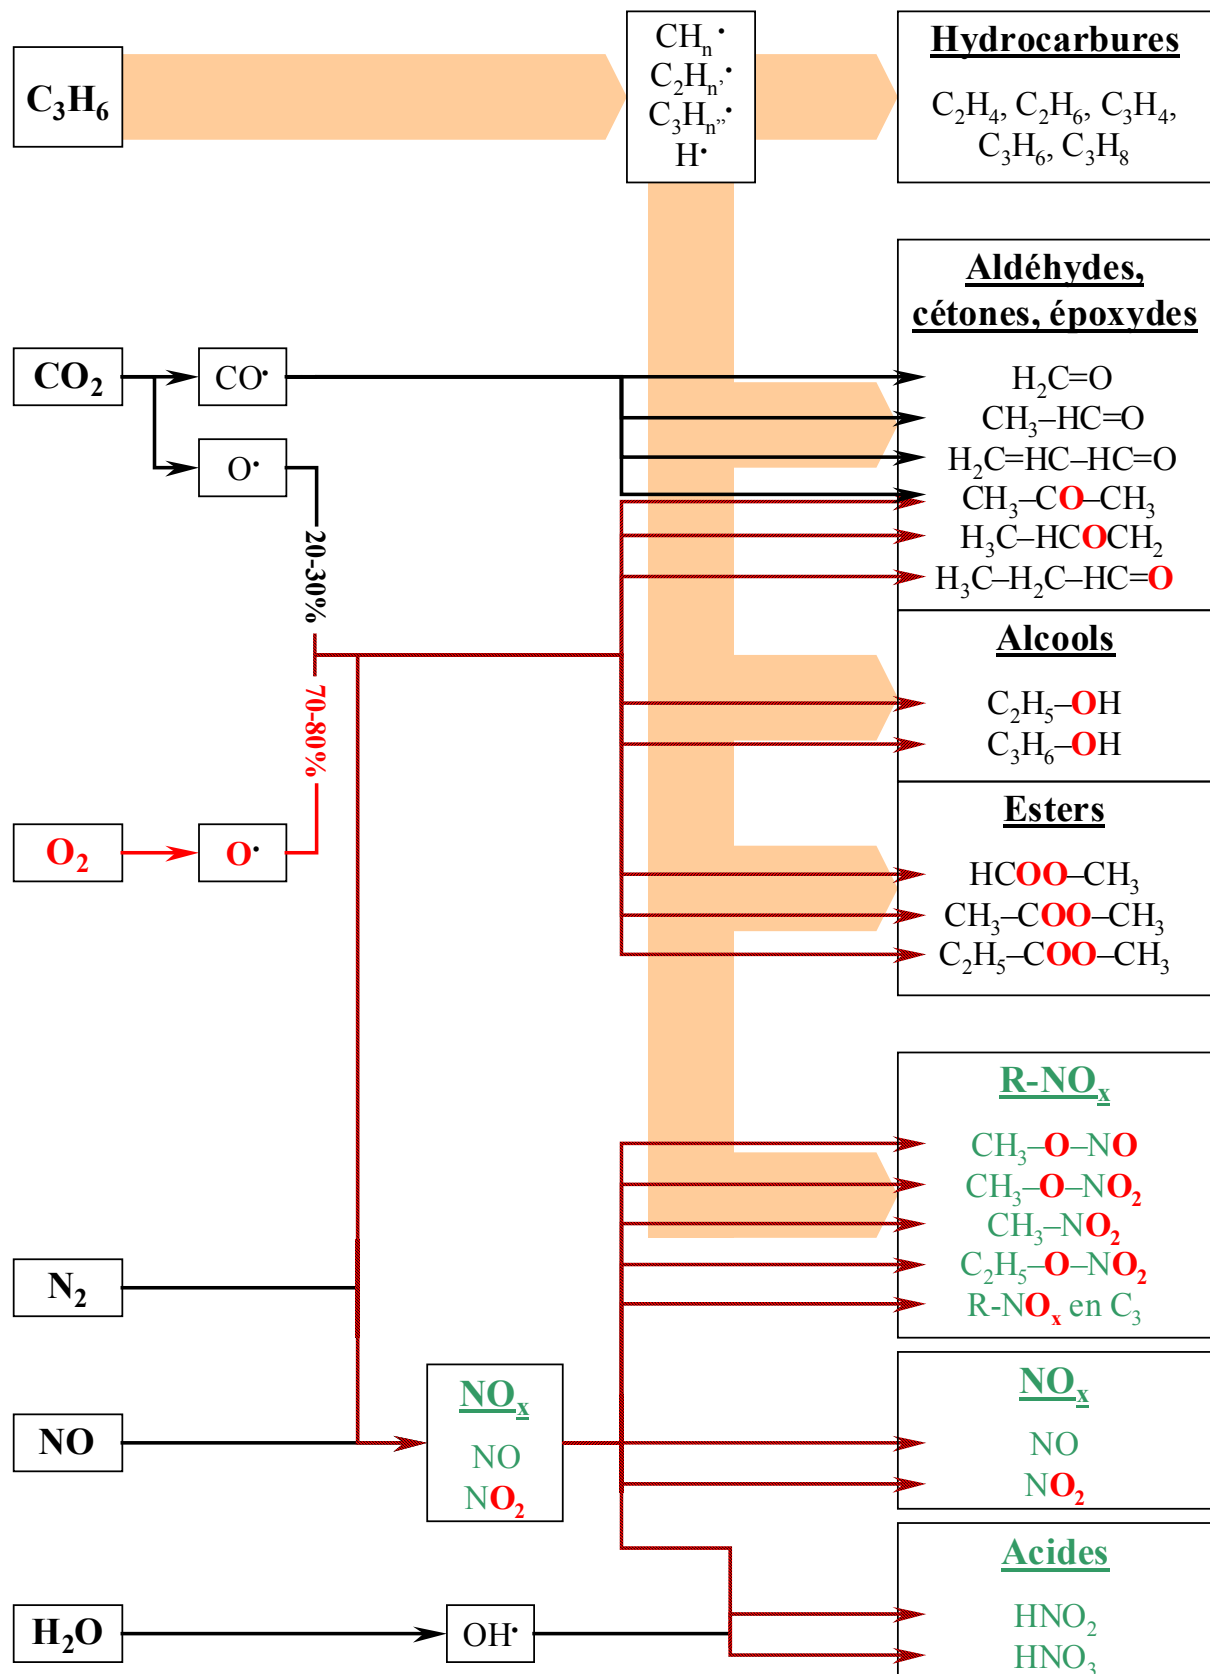 C₃H₆
CHₙ•
C₂Hₙ’•
C₃Hₙ”•
H•
Hydrocarbures
C₂H₄, C₂H₆, C₃H₄,
C₃H₆, C₃H₈
Aldéhydes,
cétones, époxydes
H₂C=O
CH₃–HC=O
H₂C=HC–HC=O
CH₃–CO–CH₃
H₃C–HCOCH₂
H₃C–H₂C–HC=O
CO₂
CO•
O•
20-30%
70-80%
O₂
O•
Alcools
C₂H₅–OH
C₃H₆–OH
Esters
HCOO–CH₃
CH₃–COO–CH₃
C₂H₅–COO–CH₃
R-NOₓ
CH₃–O–NO
CH₃–O–NO₂
CH₃–NO₂
C₂H₅–O–NO₂
R-NOₓ en C₃
N₂
NO
NOₓ
NO
NO₂
NOₓ
NO
NO₂
H₂O
OH•
Acides
HNO₂
HNO₃